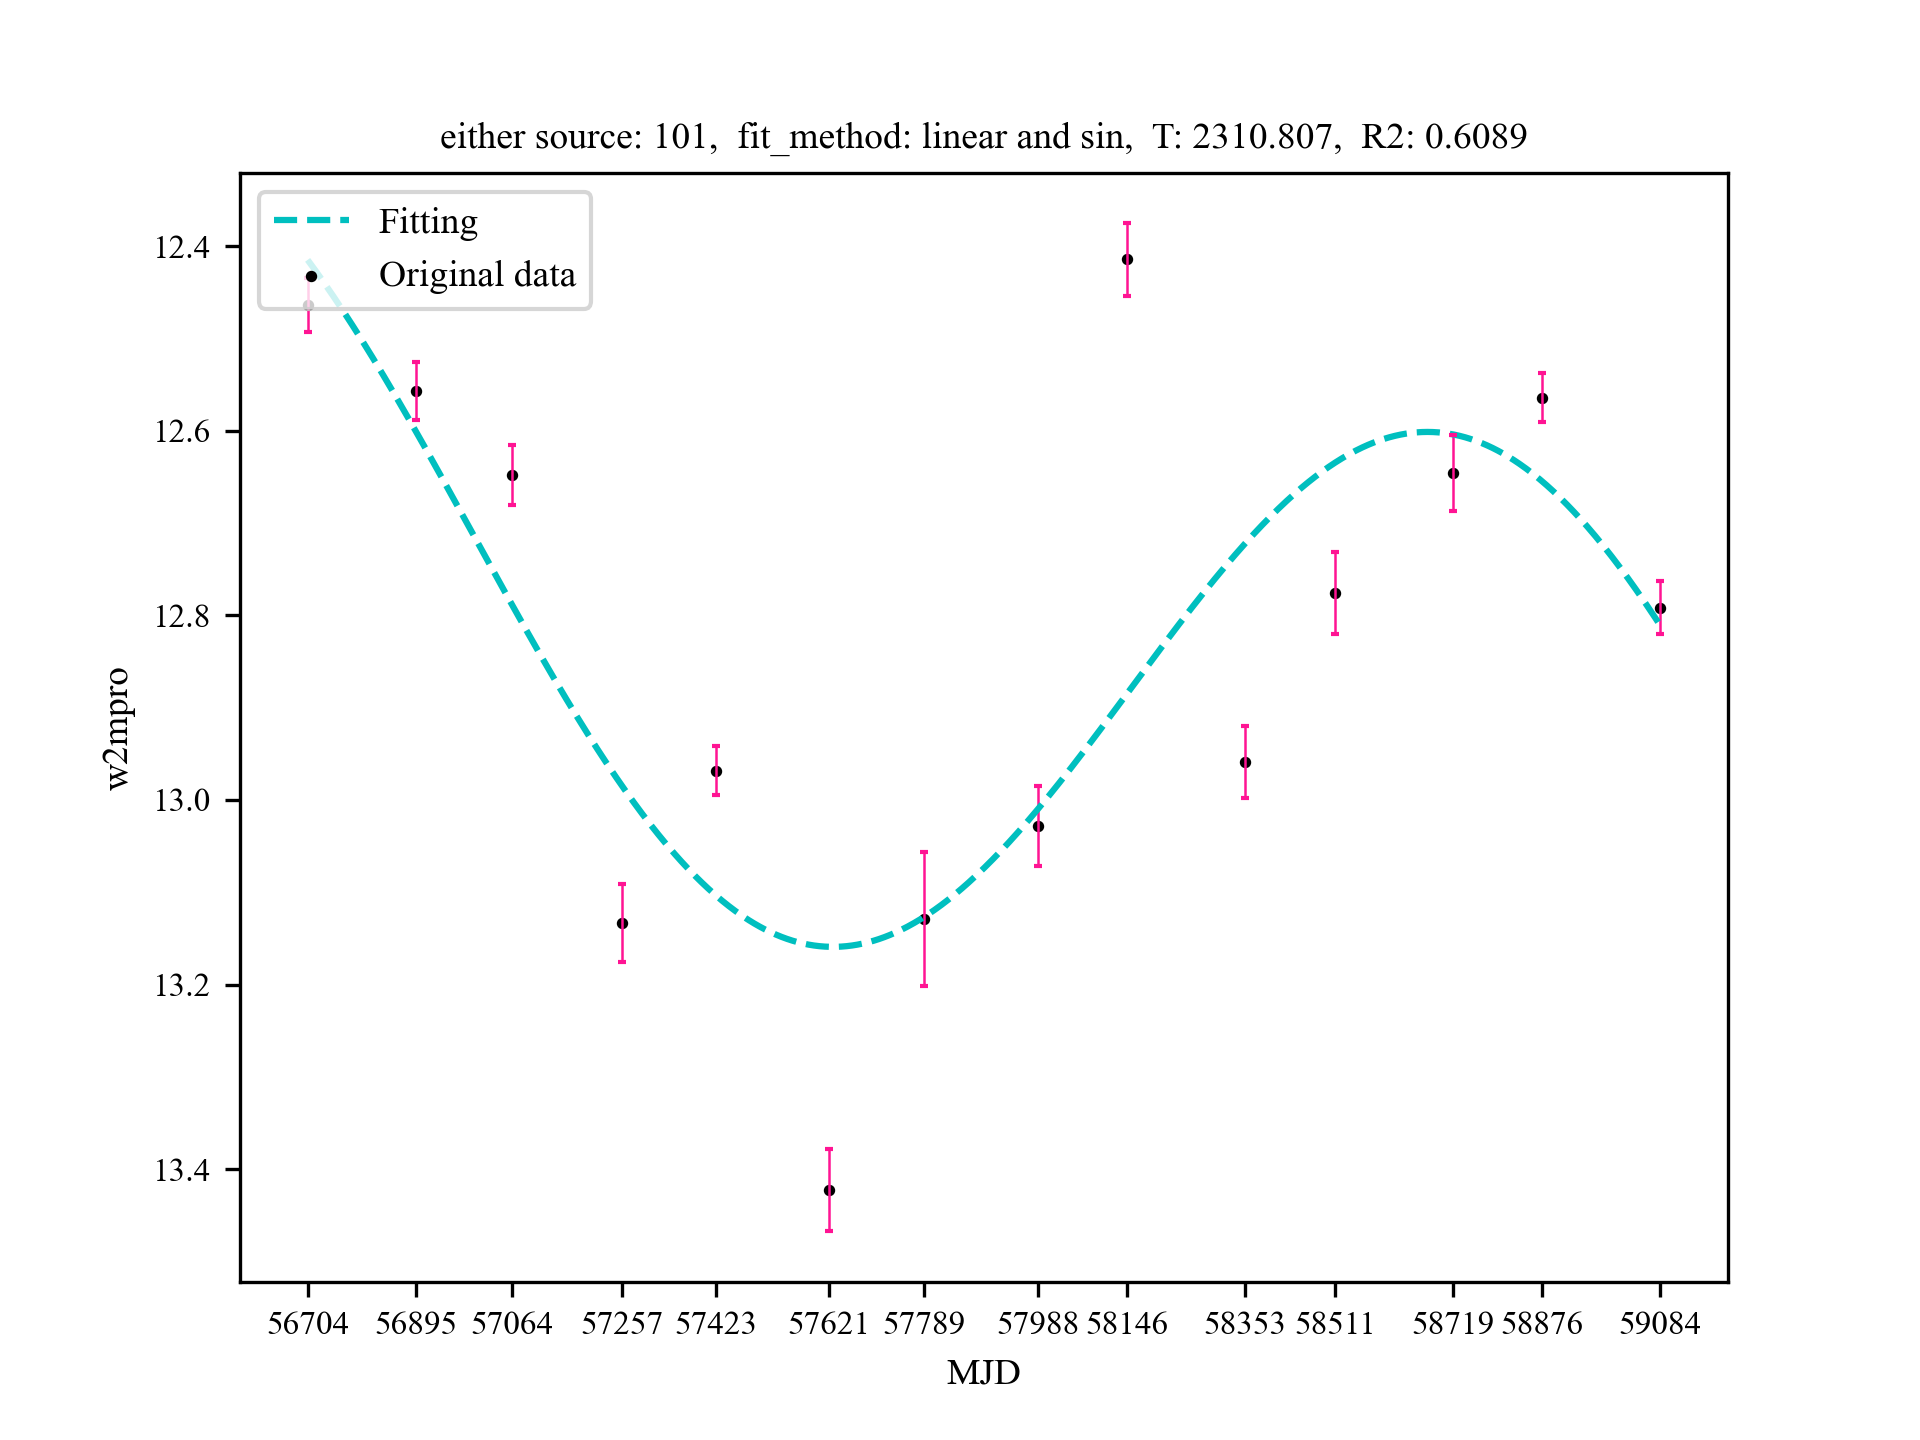 either source: 101,  fit_method: linear and sin,  T: 2310.807,  R2: 0.6089
Fitting
Original data
12.4
12.6
12.8
13.0
13.2
13.4
w2mpro
56704 56895 57064 57257 57423 57621 57789 57988 58146 58353 58511 58719 58876 59084
MJD